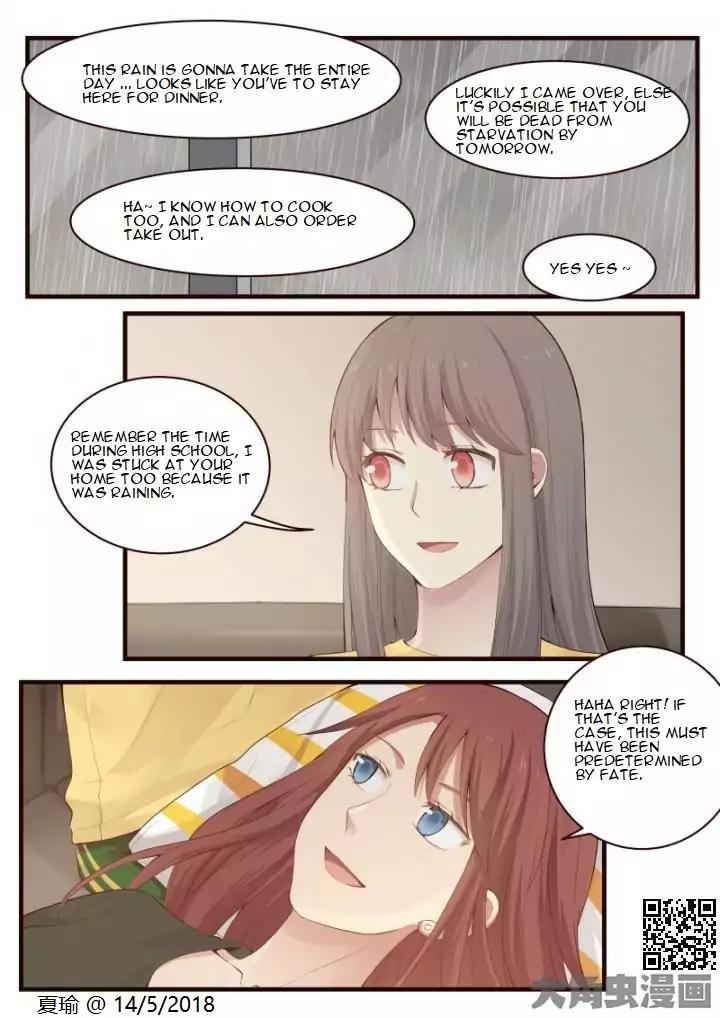 THIS RAIN IS GONNA TAKE THE ENTIRE
DAY ... LOOKS LIKE YOU'VE TO STAY
HERE FOR DINNER.
LUCKILY I CAME OVER, ELSE
IT'S POSSIBLE THAT YOU
WILL BE DEAD FROM
STARVATION BY
TOMORROW.
HA~ I KNOW HOW TO COOK
TOO, AND I CAN ALSO ORDER
TAKE OUT.
YES YES ~
REMEMBER THE TIME
DURING HIGH SCHOOL, I
WAS STUCK AT YOUR
HOME TOO BECAUSE IT
WAS RAINING.
HAHA RIGHT! IF
THAT'S THE
CASE, THIS MUST
HAVE BEEN
PREDETERMINED
BY FATE.
大角虫漫画
夏瑜 @ 14/5/2018